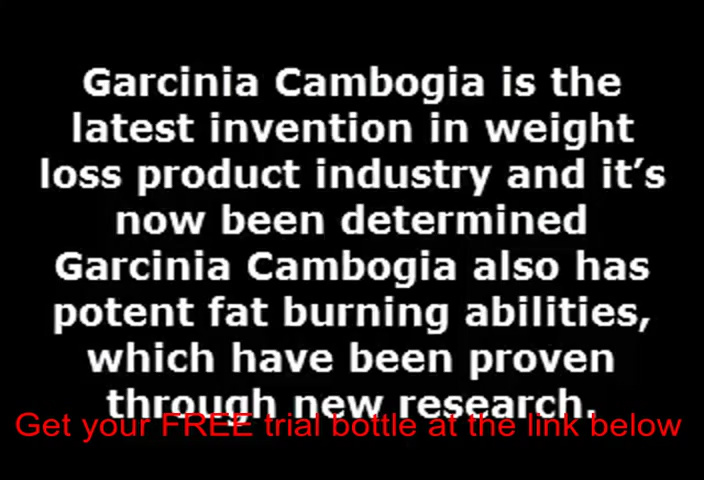 Garcinia Cambogia is the
latest invention in weight
loss product industry and it’s
now been determined
Garcinia Cambogia also has
potent fat burning abilities,
which have been proven
through new research.
Get your FREE trial bottle at the link below